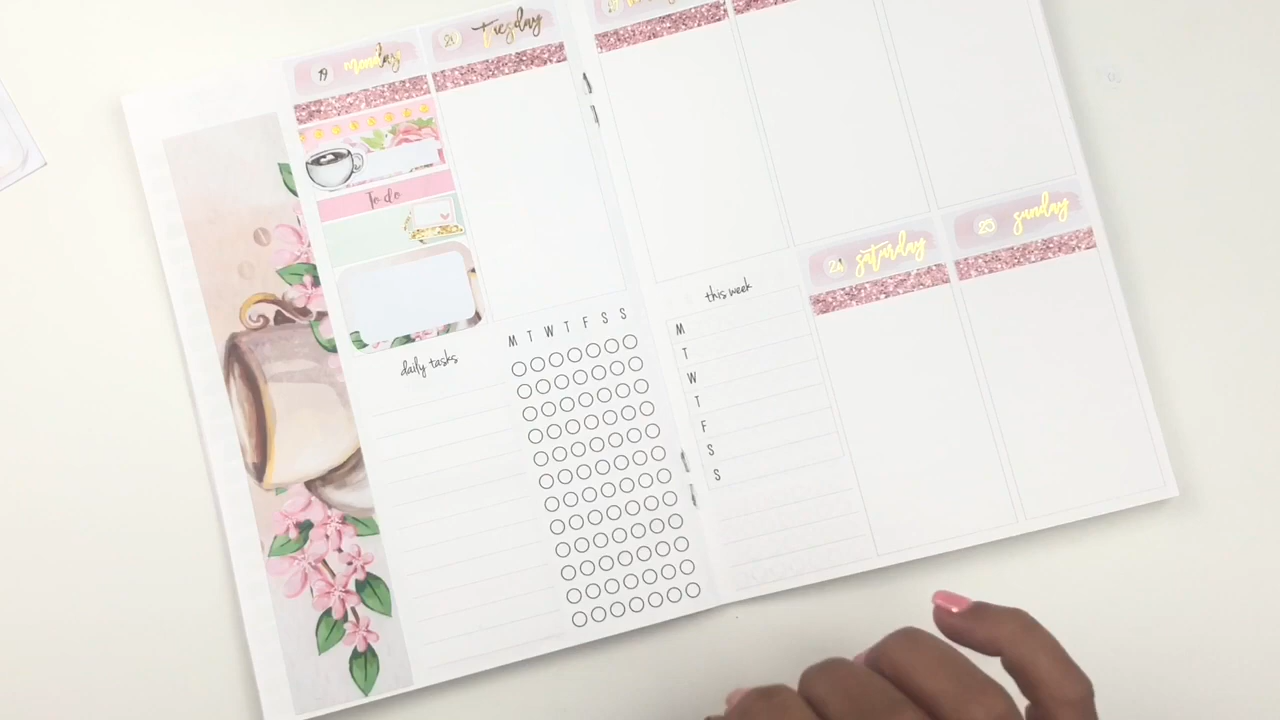 19 monday
20 Tuesday
To do
daily tasks
M T W T F S S
this week
M
T
W
T
F
S
S
24 saturday
25 sunday